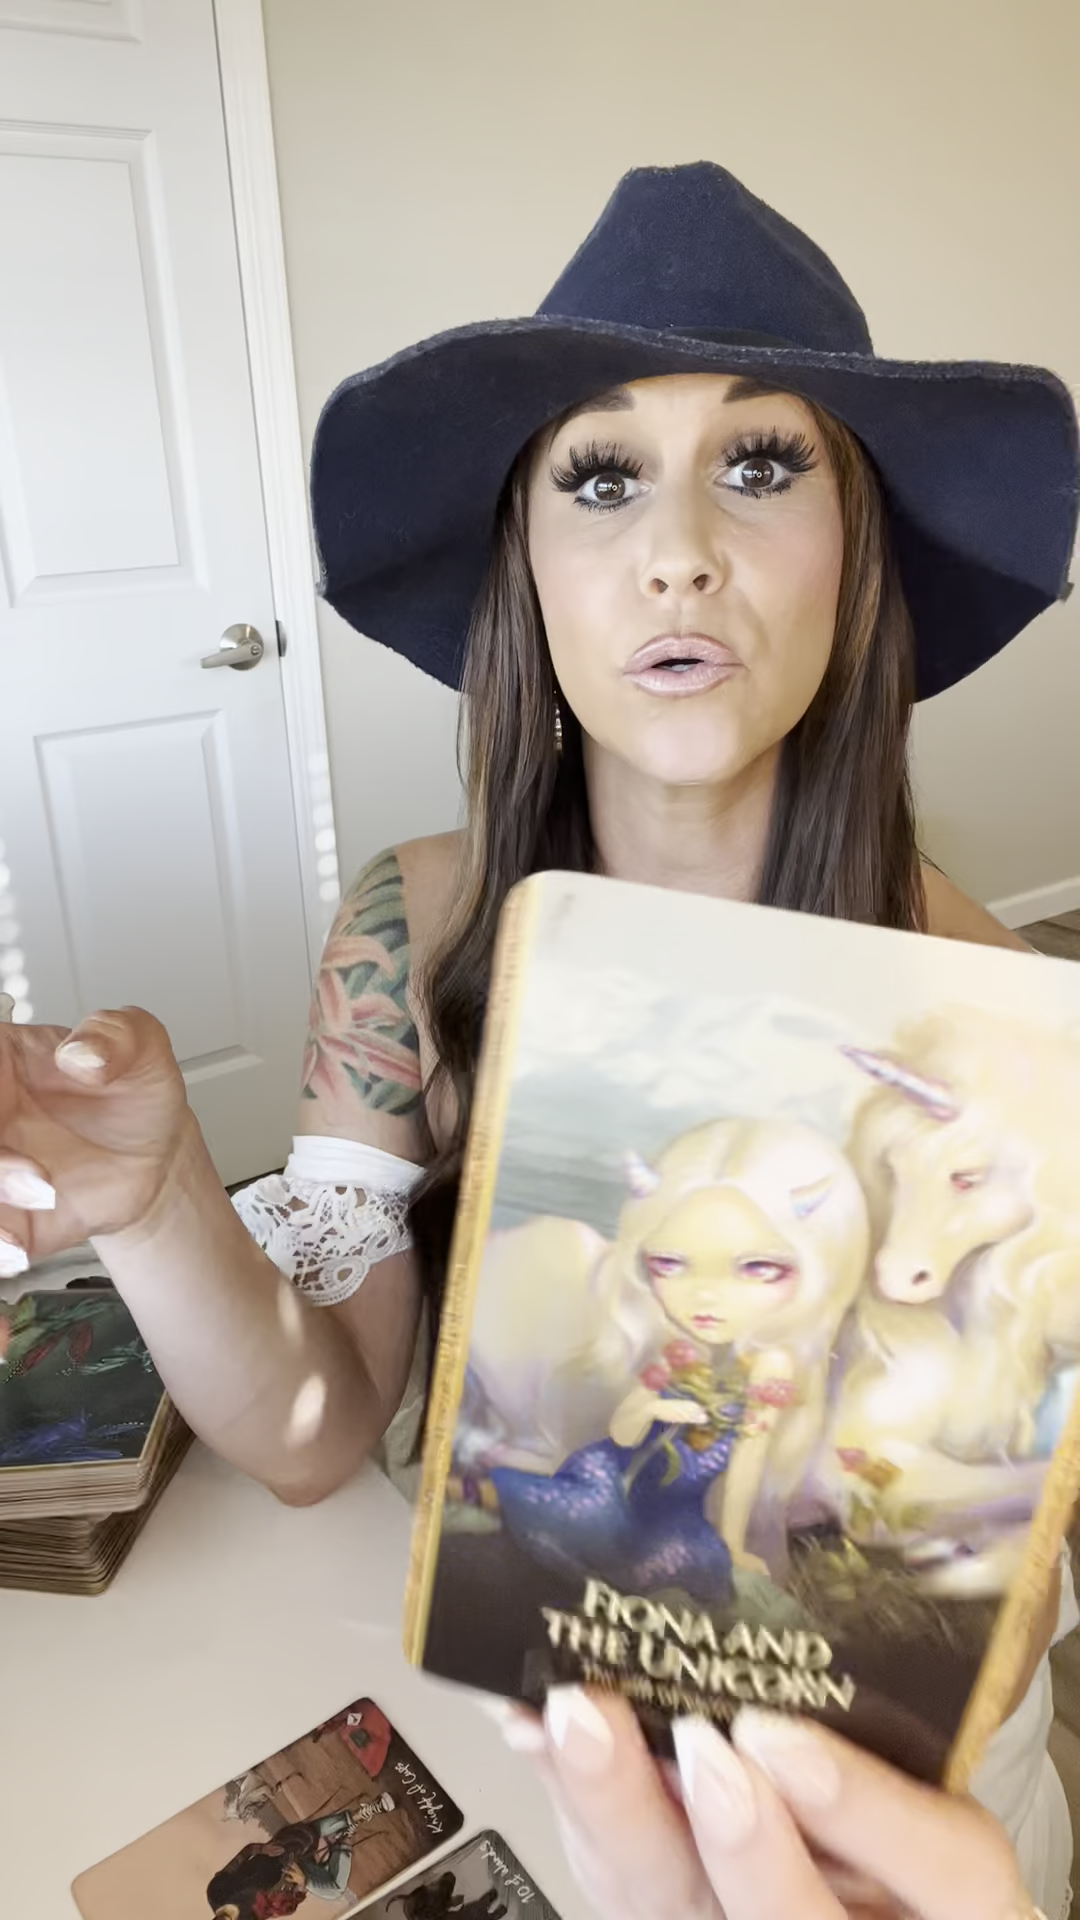 FIONA AND
THE UNICORN
Knight of Cups
10 of Wands